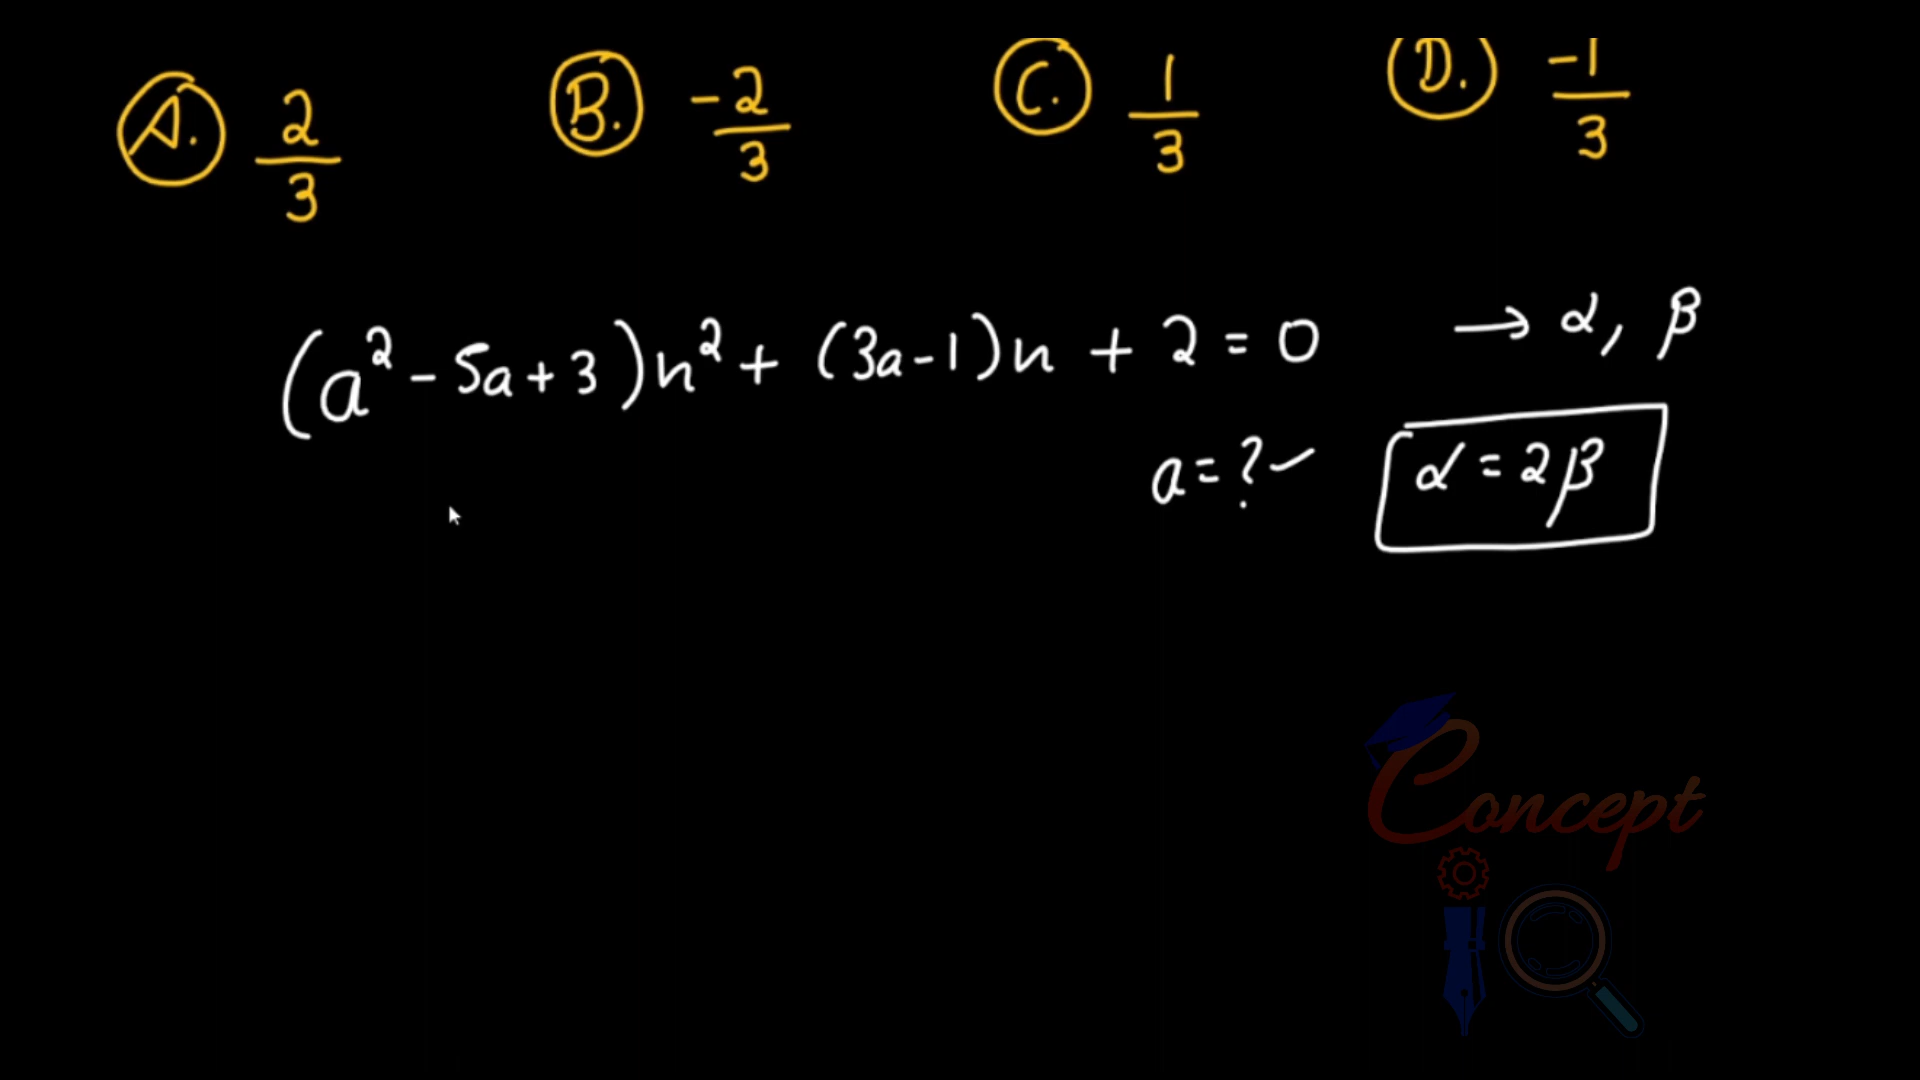 A. 2/3 B. -2/3 C. 1/3 D. -1/3
(a² - 5a + 3)n² + (3a - 1)n + 2 = 0 → α, β
a = ? ✓ α = 2β
Concept